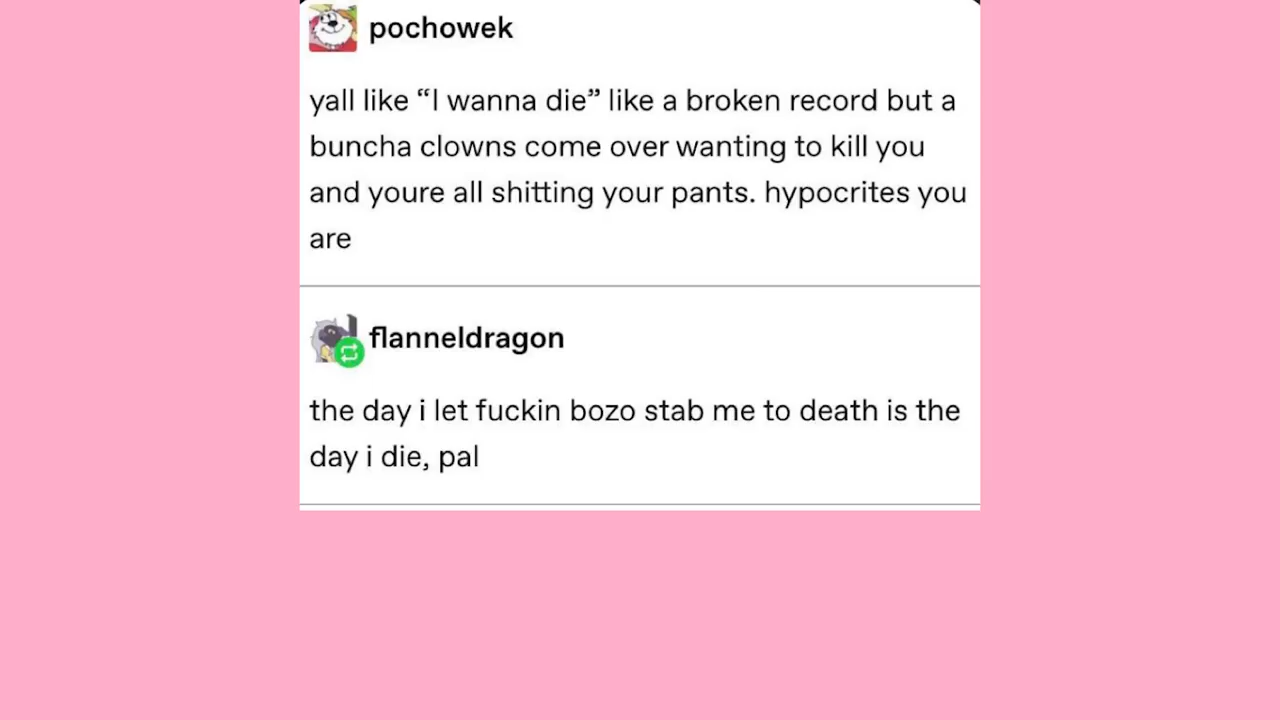 pochowek
yall like “I wanna die” like a broken record but a
buncha clowns come over wanting to kill you
and youre all shitting your pants. hypocrites you
are
flanneldragon
the day i let fuckin bozo stab me to death is the
day i die, pal